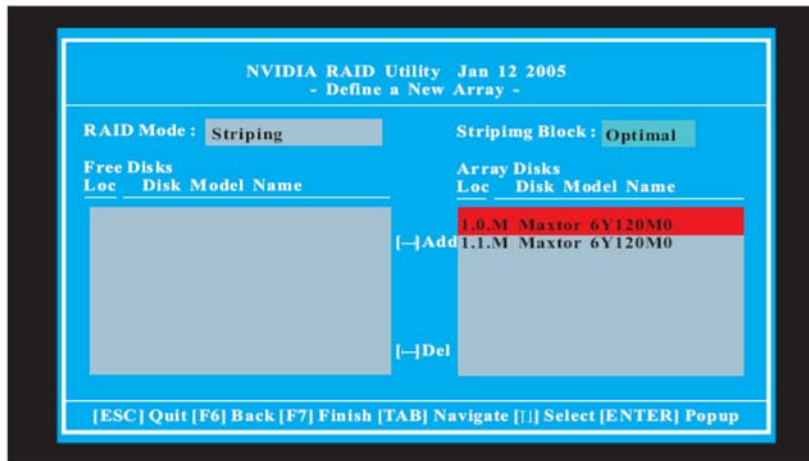 NVIDIA RAID Utility Jan 12 2005
- Define a New Array -
RAID Mode : Striping
Stripimg Block : Optimal
Free Disks
Loc Disk Model Name
Array Disks
Loc Disk Model Name
1.0.M Maxtor 6Y120M0
[—]Add
1.1.M Maxtor 6Y120M0
[—]Del
[ESC] Quit [F6] Back [F7] Finish [TAB] Navigate [↑↓] Select [ENTER] Popup